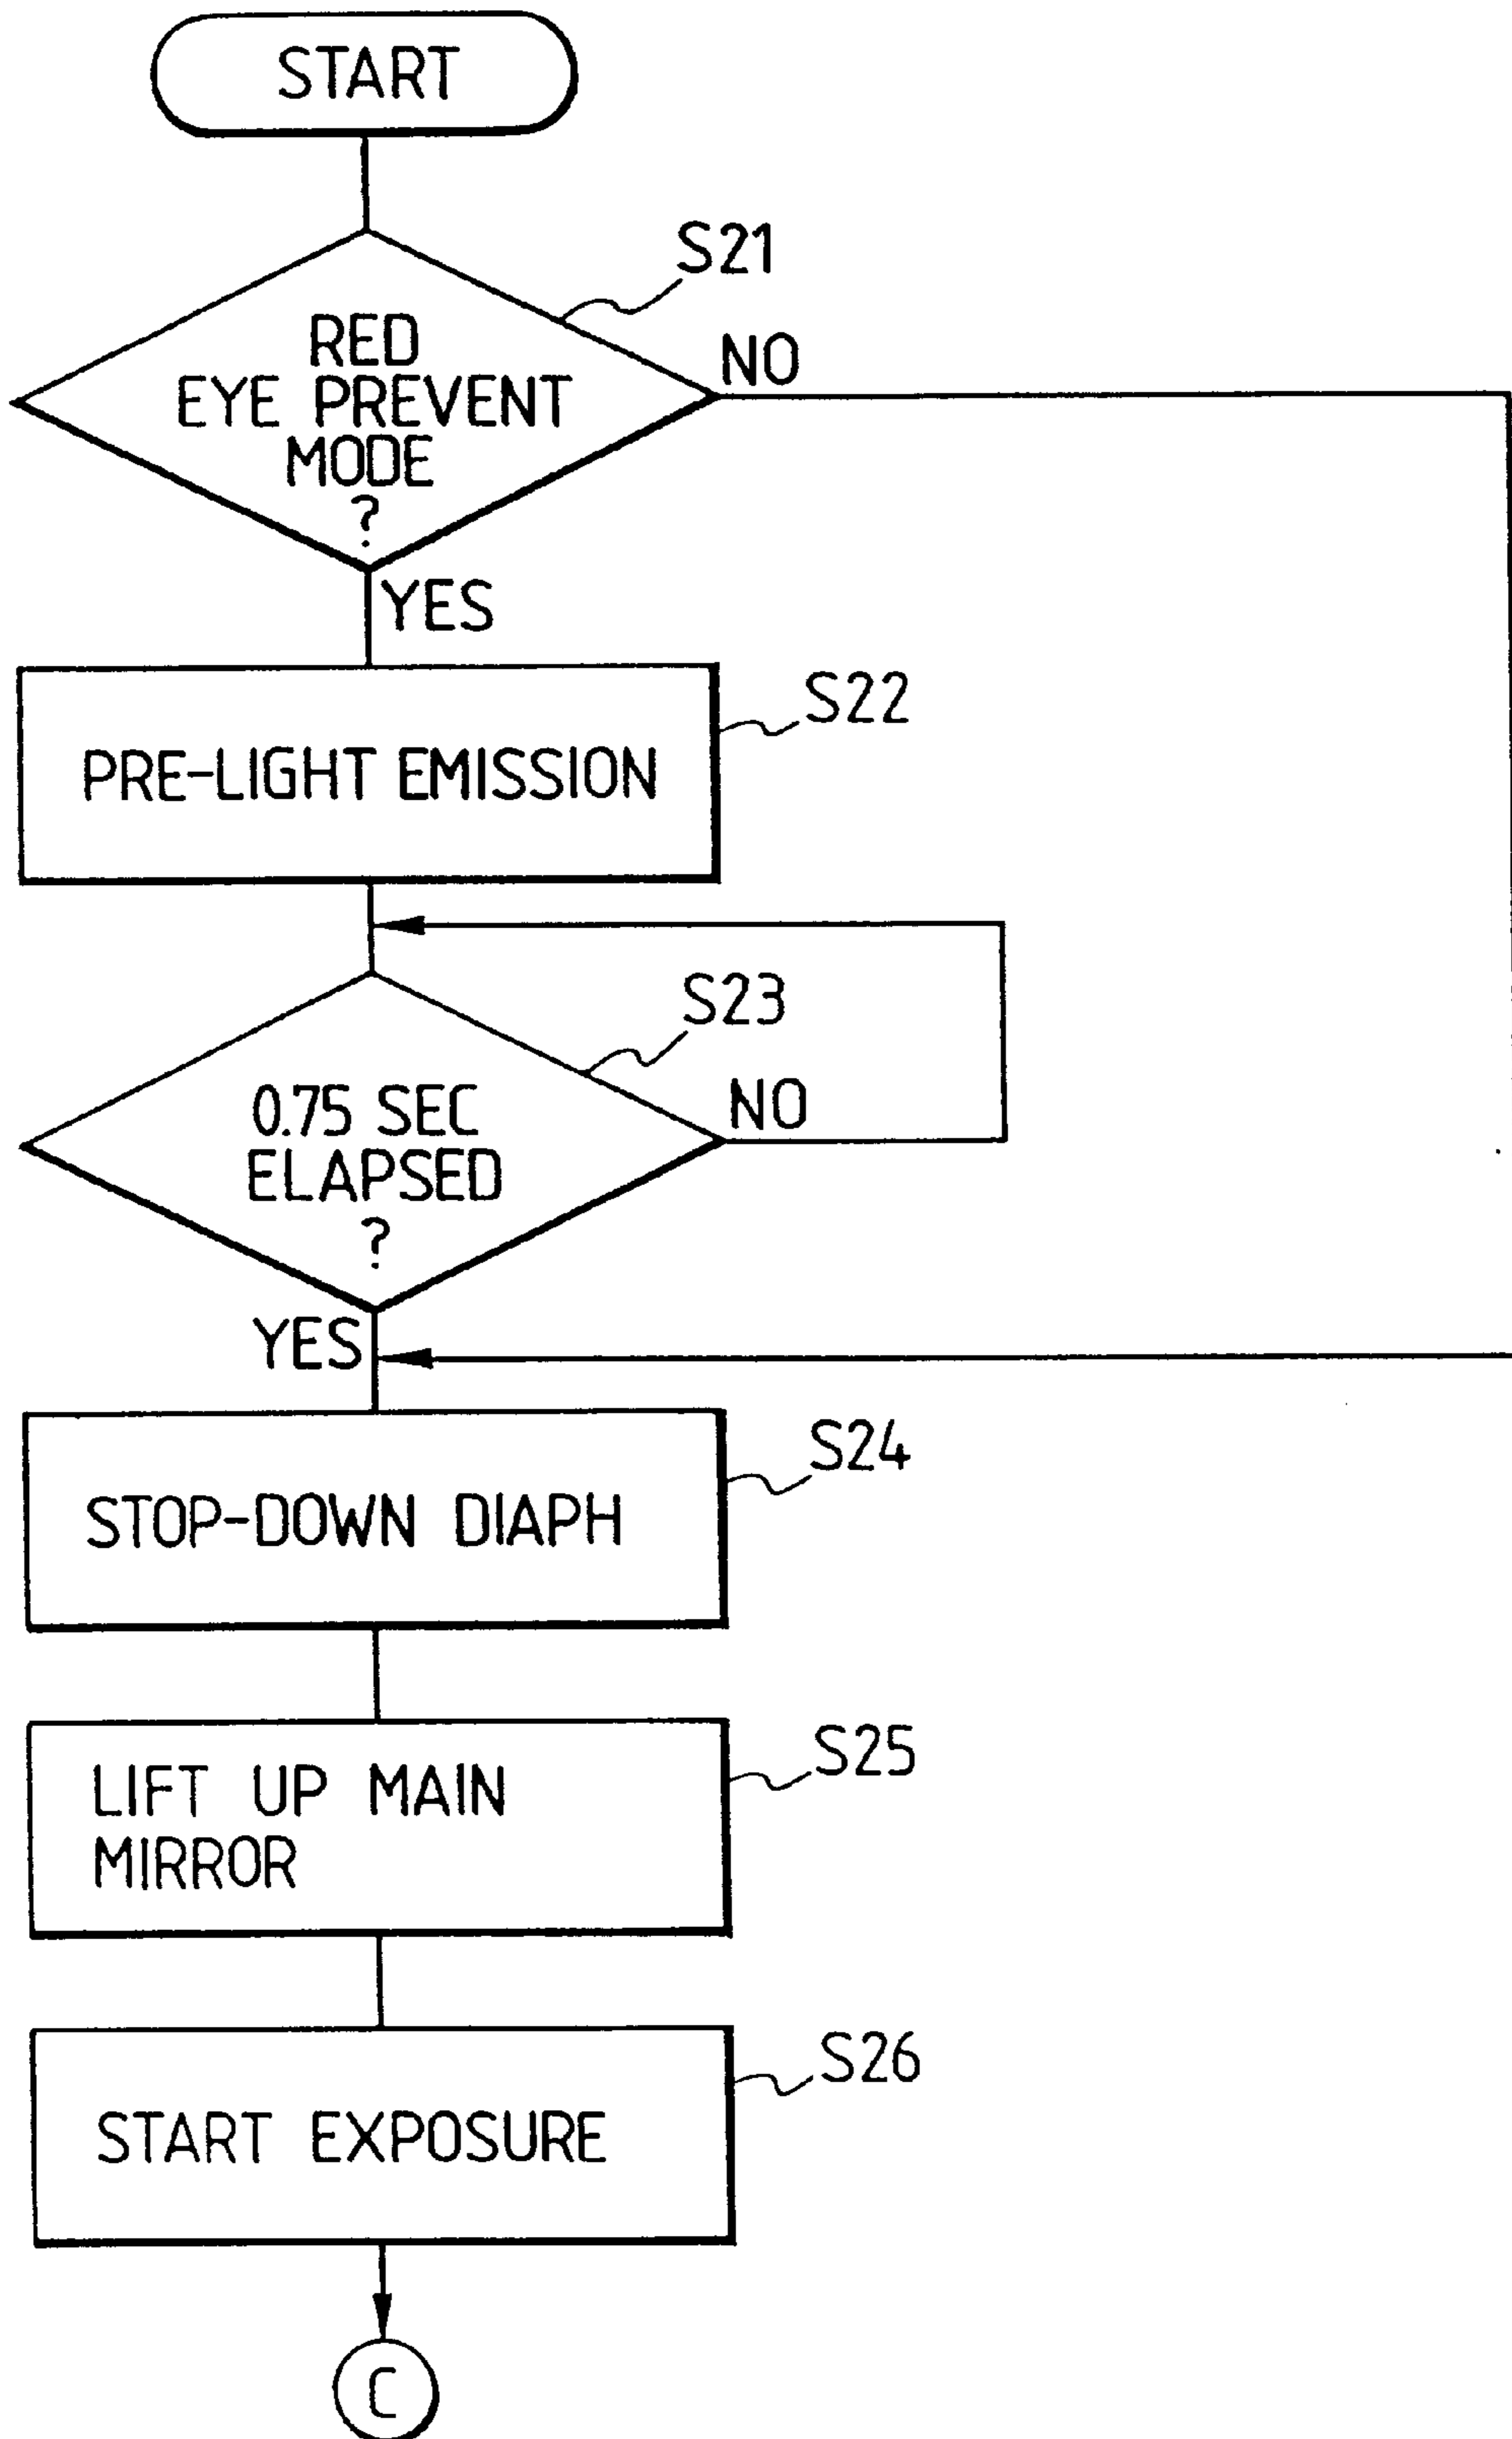 START
S21
RED
EYE PREVENT
MODE
?
NO
YES
S22
PRE-LIGHT EMISSION
S23
0.75 SEC
ELAPSED
?
NO
YES
S24
STOP-DOWN DIAPH
S25
LIFT UP MAIN
MIRROR
S26
START EXPOSURE
C